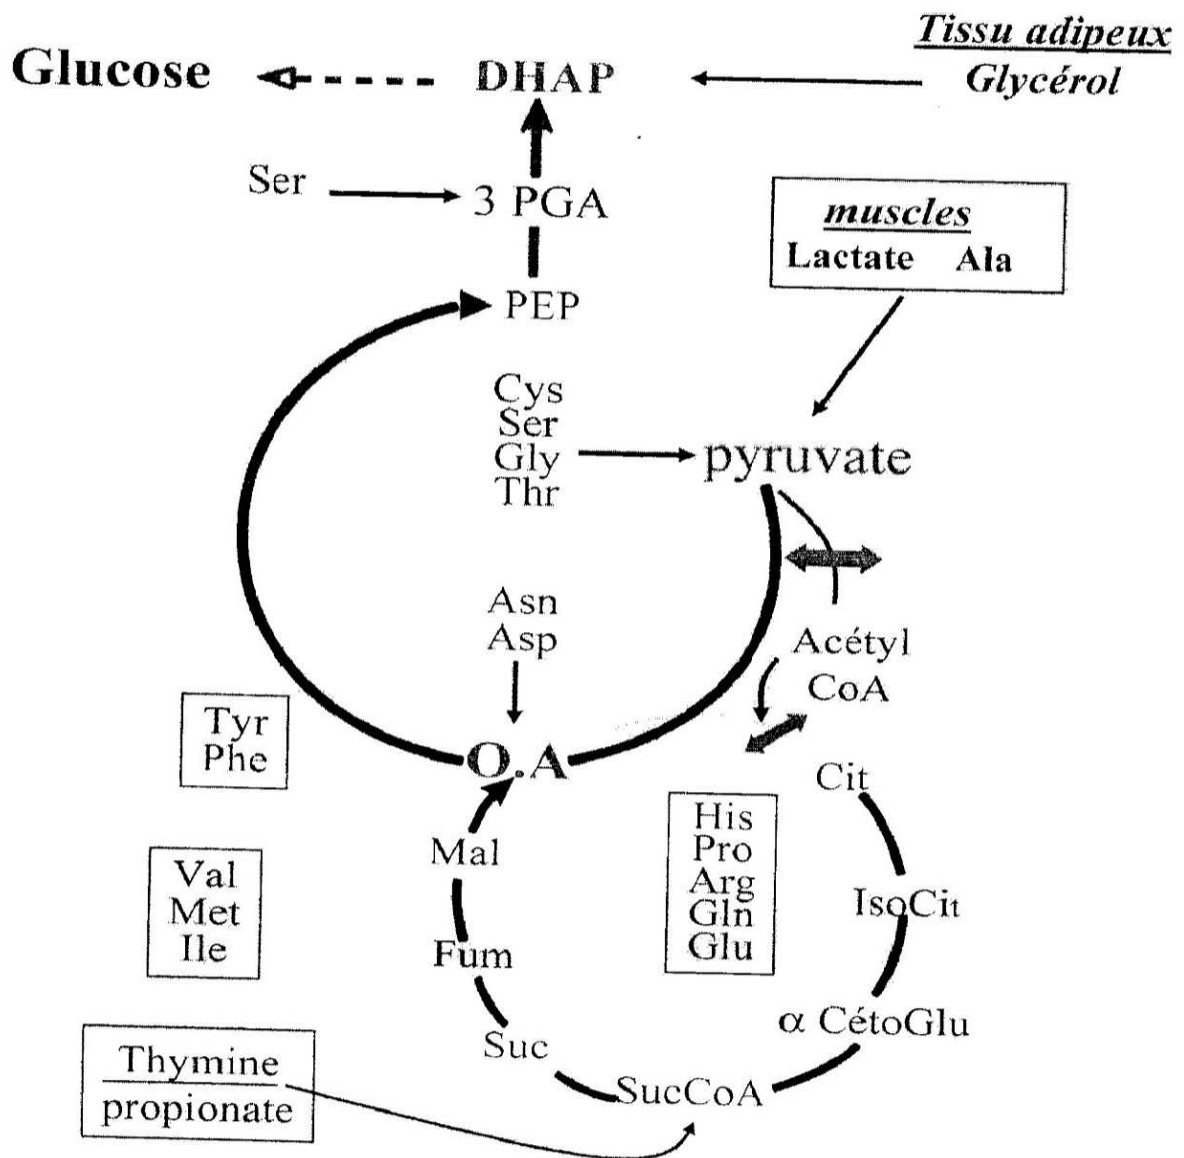 Tissu adipeux
Glucose
DHAP
Glycérol
Ser
3 PGA
muscles
Lactate Ala
PEP
Cys
Ser
Gly
Thr
pyruvate
Asn
Asp
Acétyl
CoA
Tyr
Phe
O.A
Cit
His
Pro
Arg
Gln
Glu
Mal
Val
Met
Ile
IsoCit
Fum
α CétoGlu
Suc
Thymine
propionate
SucCoA